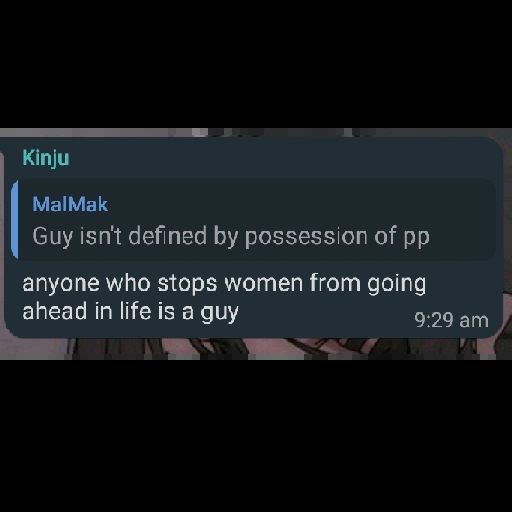 Kinju
MalMak
Guy isn't defined by possession of pp
anyone who stops women from going
ahead in life is a guy
9:29 am